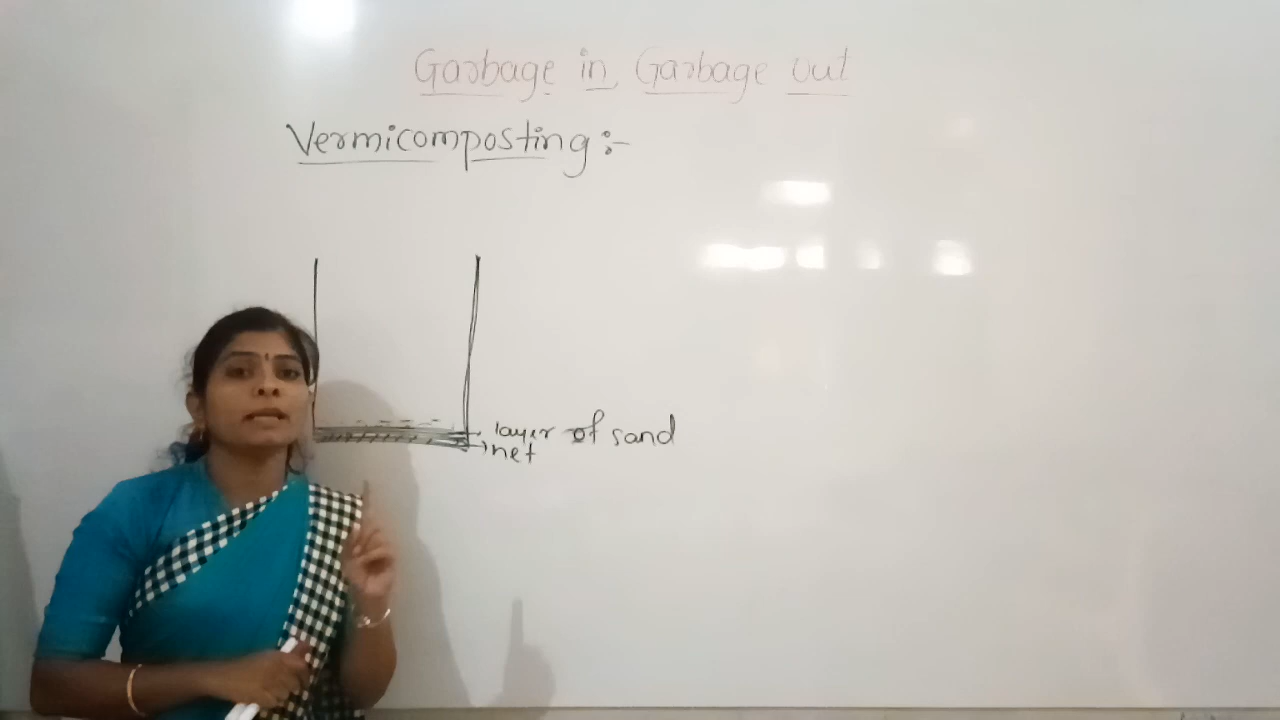 Garbage in Garbage out
Vermicomposting :-
layer of sand
net